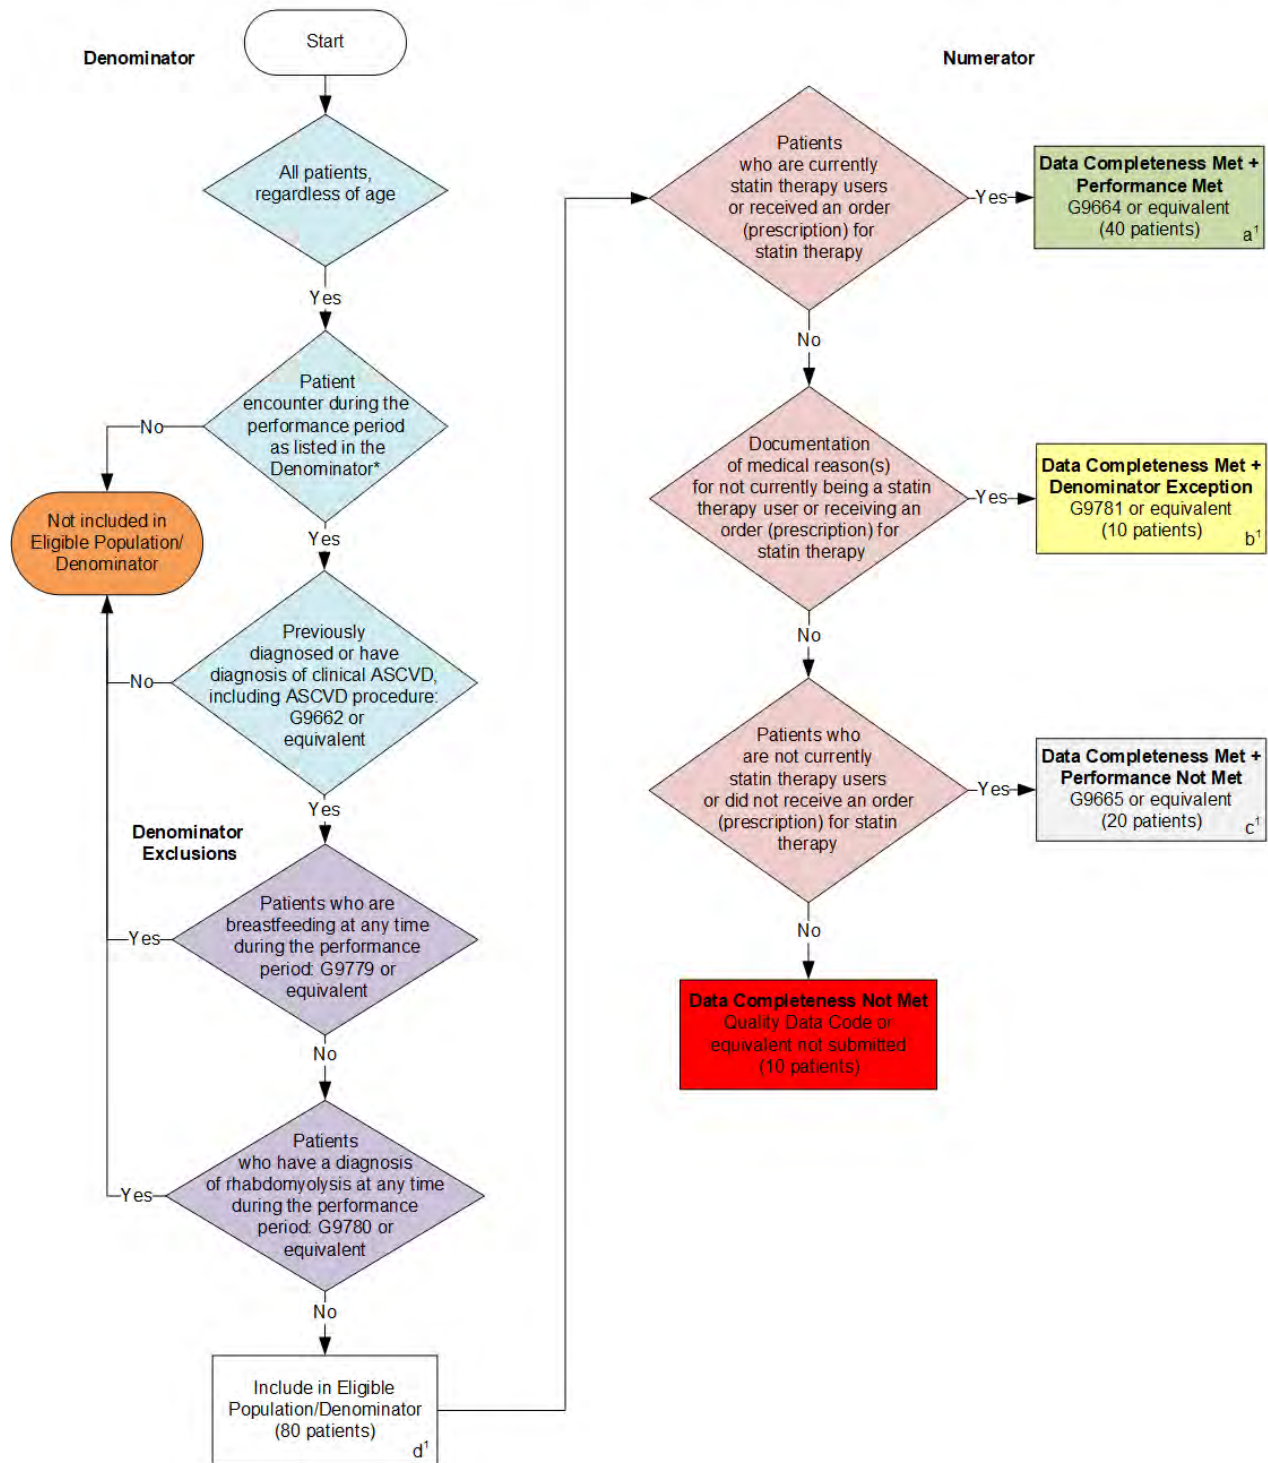 Start
Denominator
All patients,
regardless of age
Yes
Patient
encounter during the
performance period
as listed in the
Denominator*
No
Not included in
Eligible Population/
Denominator
Yes
Previously
diagnosed or have
diagnosis of clinical ASCVD,
including ASCVD procedure:
G9662 or
equivalent
No
Yes
Denominator
Exclusions
Patients who are
breastfeeding at any time
during the performance
period: G9779 or
equivalent
Yes
No
Patients
who have a diagnosis
of rhabdomyolysis at any time
during the performance
period: G9780 or
equivalent
Yes
No
Include in Eligible
Population/Denominator
(80 patients)
d¹
Numerator
Patients
who are currently
statin therapy users
or received an order
(prescription) for
statin therapy
Yes
Data Completeness Met +
Performance Met
G9664 or equivalent
(40 patients)
a¹
No
Documentation
of medical reason(s)
for not currently being a statin
therapy user or receiving an
order (prescription) for
statin therapy
Yes
Data Completeness Met +
Denominator Exception
G9781 or equivalent
(10 patients)
b¹
No
Patients who
are not currently
statin therapy users
or did not receive an order
(prescription) for statin
therapy
Yes
Data Completeness Met +
Performance Not Met
G9665 or equivalent
(20 patients)
c¹
No
Data Completeness Not Met
Quality Data Code or
equivalent not submitted
(10 patients)